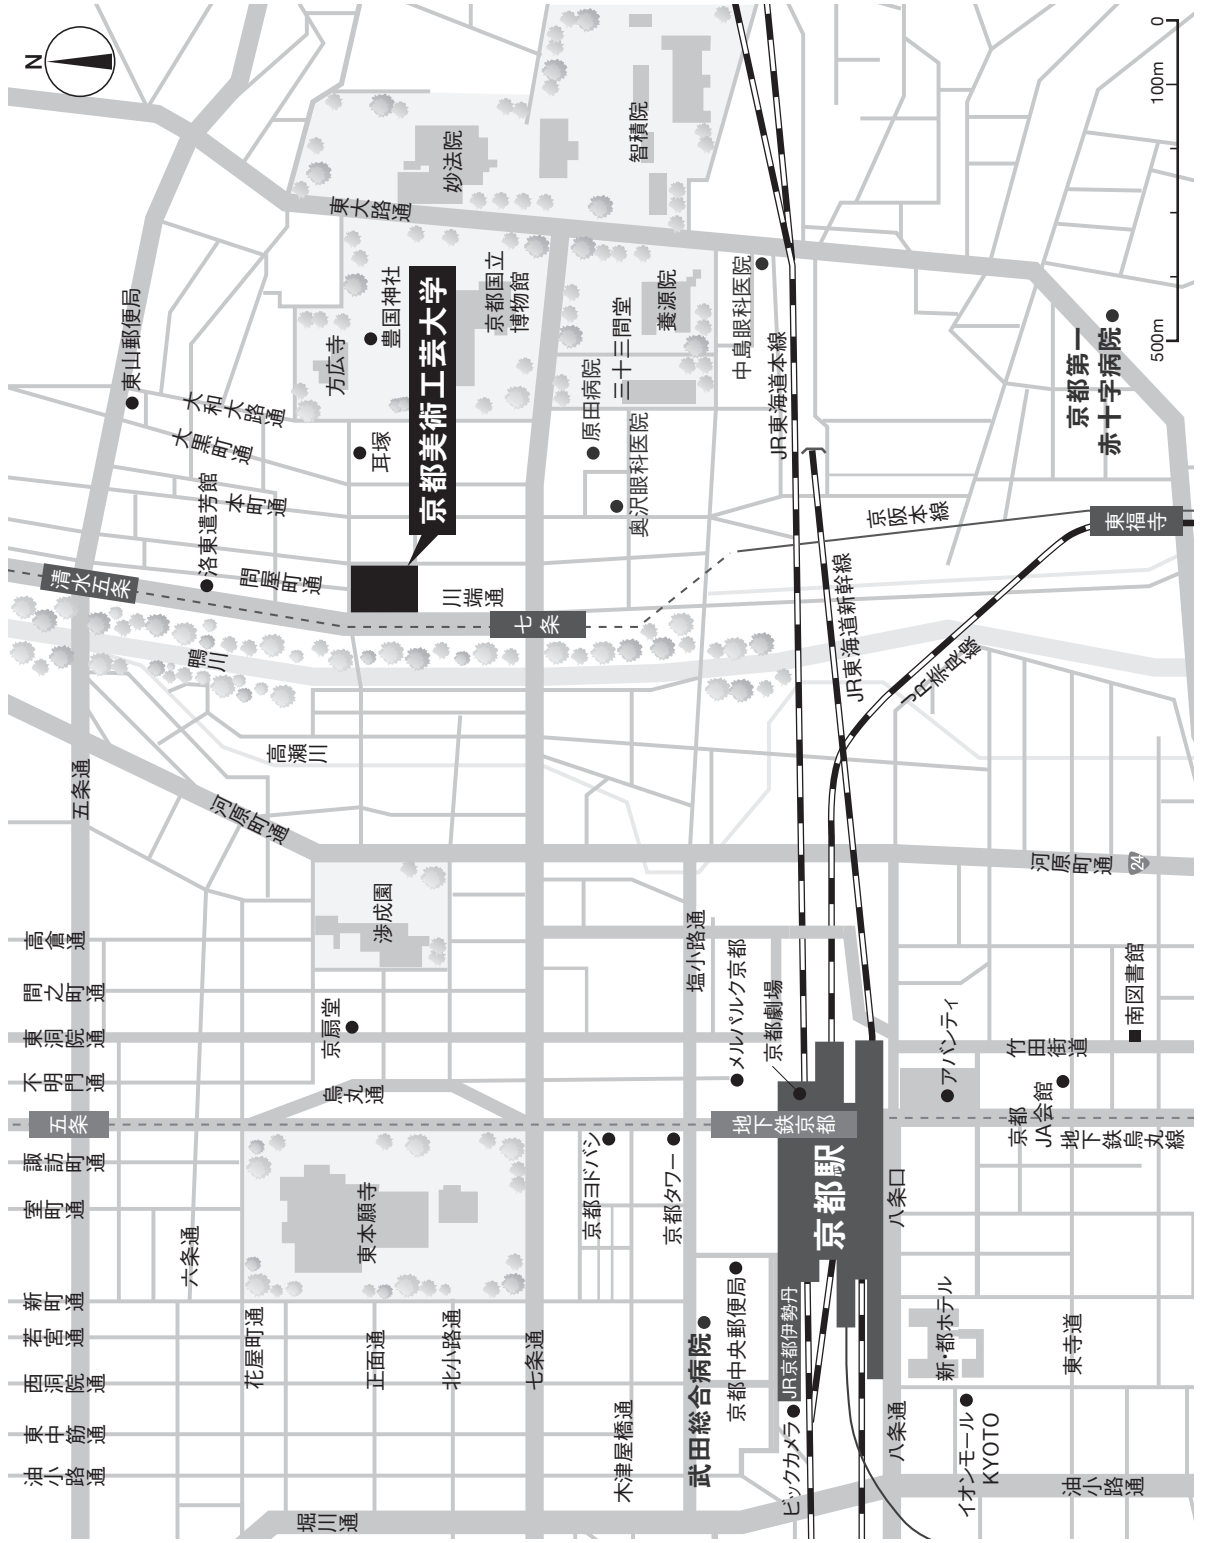 N
0
100m
500m
智積院
妙法院
東大路通
東山郵便局
豊国神社
方広寺
京都国立
博物館
養源院
三十三間堂
中島眼科医院
京都第一
赤十字病院
大和大路通
大黒町通
耳塚
京都美術工芸大学
原田病院
奥沢眼科医院
JR東海道本線
洛東遺芳館
本町通
問屋町通
清水五条
川端通
七条
京阪本線
東福寺
JR東海道新幹線
JR奈良線
鴨川
高瀬川
五条通
河原町通
河原町通
24
渉成園
高倉通
間之町通
東洞院通
不明門通
京扇堂
烏丸通
塩小路通
メルパルク京都
京都劇場
アバンティ
竹田街道
南図書館
京都
JA会館
地下鉄烏丸線
五条
地下鉄京都
京都駅
八条口
諏訪町通
室町通
六条通
東本願寺
京都ヨドバシ
京都タワー
新町通
若宮通
西洞院通
東中筋通
油小路通
花屋町通
正面通
北小路通
七条通
木津屋橋通
武田総合病院
京都中央郵便局
JR京都伊勢丹
ビックカメラ
八条通
新・都ホテル
イオンモール
KYOTO
東寺道
油小路通
堀川通